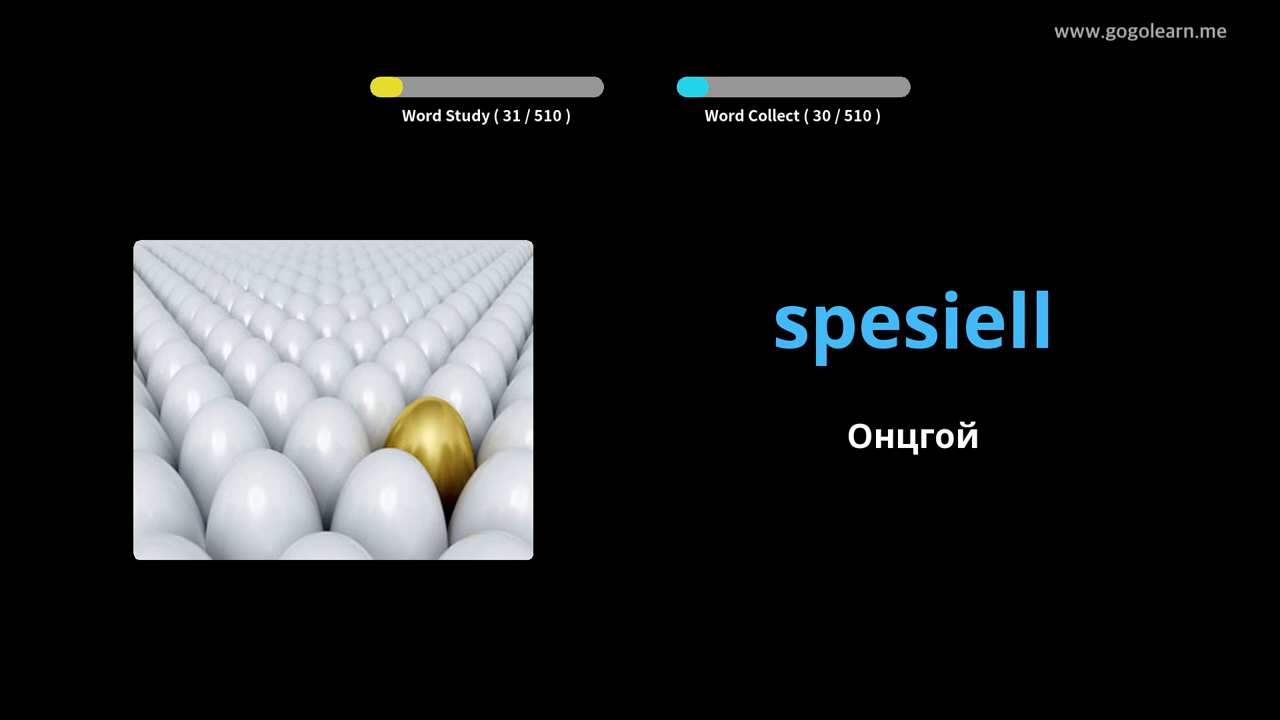 www.gogolearn.me
Word Study ( 31 / 510 )
Word Collect ( 30 / 510 )
spesiell
Онцгой